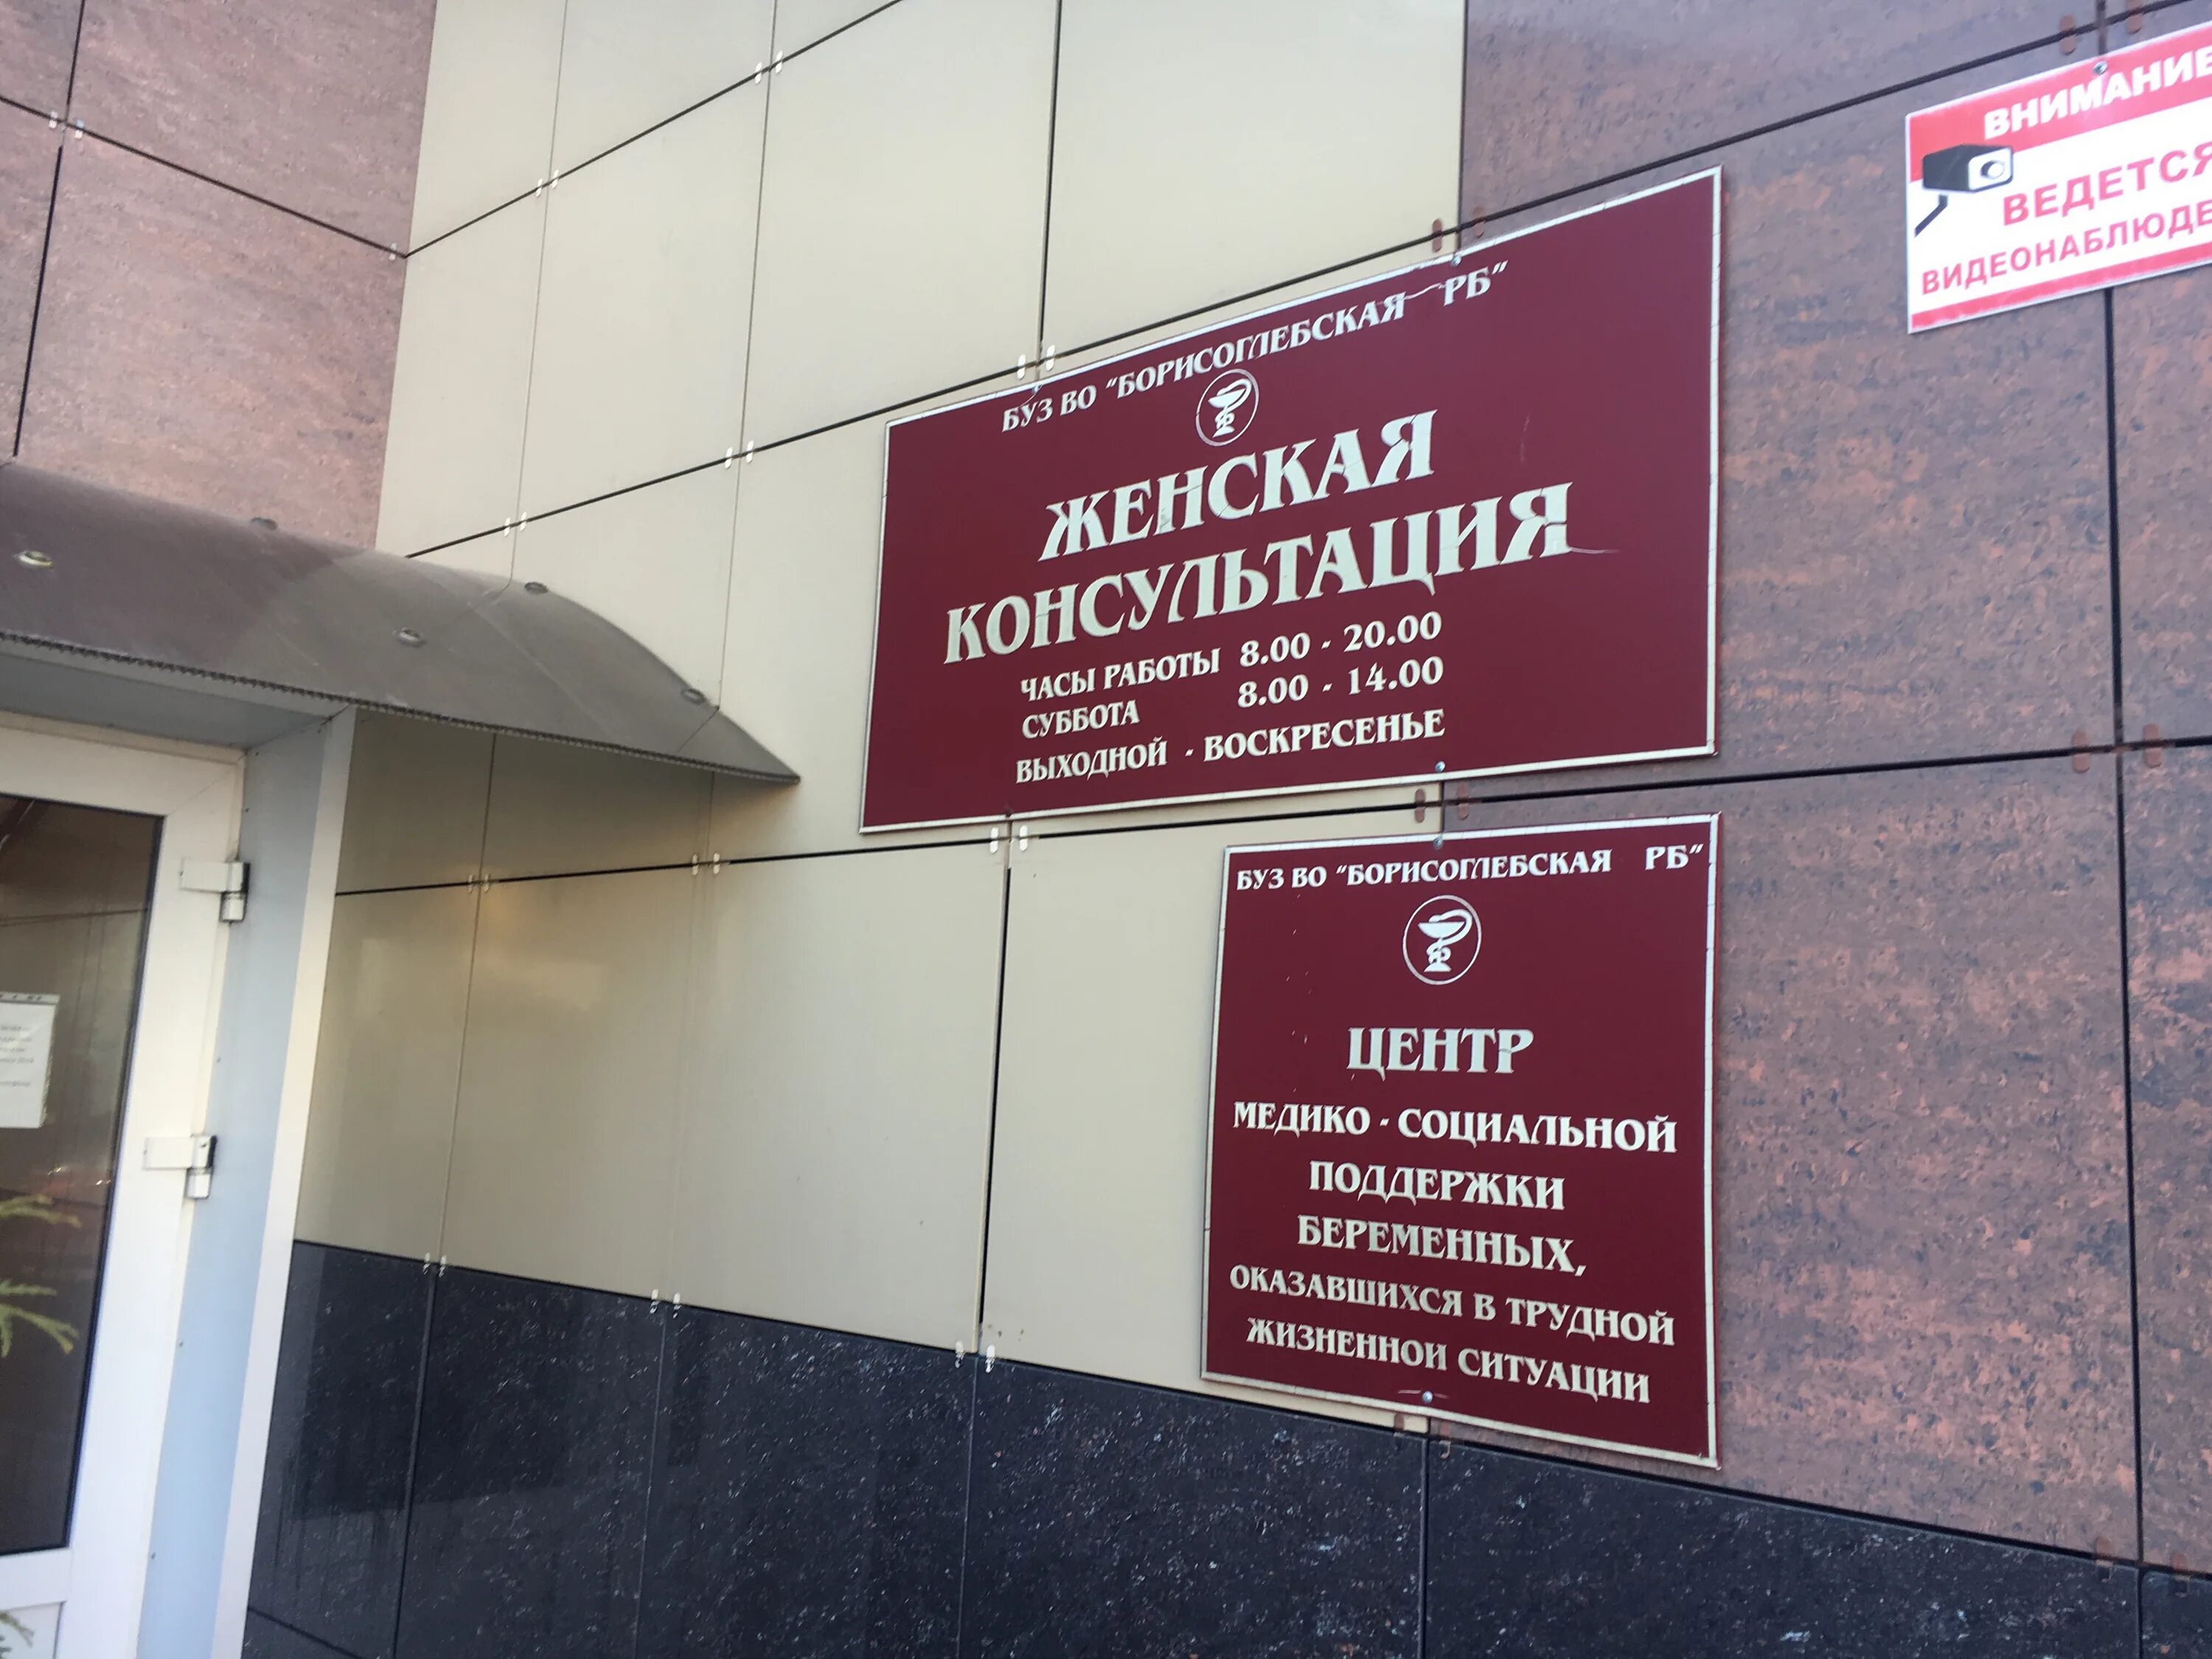 БУЗ ВО "БОРИСОГЛЕБСКАЯ РБ"
ЖЕНСКАЯ
КОНСУЛЬТАЦИЯ
ЧАСЫ РАБОТЫ 8.00 - 20.00
СУББОТА 8.00 - 14.00
ВЫХОДНОЙ - ВОСКРЕСЕНЬЕ
БУЗ ВО "БОРИСОГЛЕБСКАЯ РБ"
ЦЕНТР
МЕДИКО - СОЦИАЛЬНОЙ
ПОДДЕРЖКИ
БЕРЕМЕННЫХ,
ОКАЗАВШИХСЯ В ТРУДНОЙ
ЖИЗНЕННОЙ СИТУАЦИИ
ВНИМАНИЕ
ВЕДЕТСЯ
ВИДЕОНАБЛЮДЕ